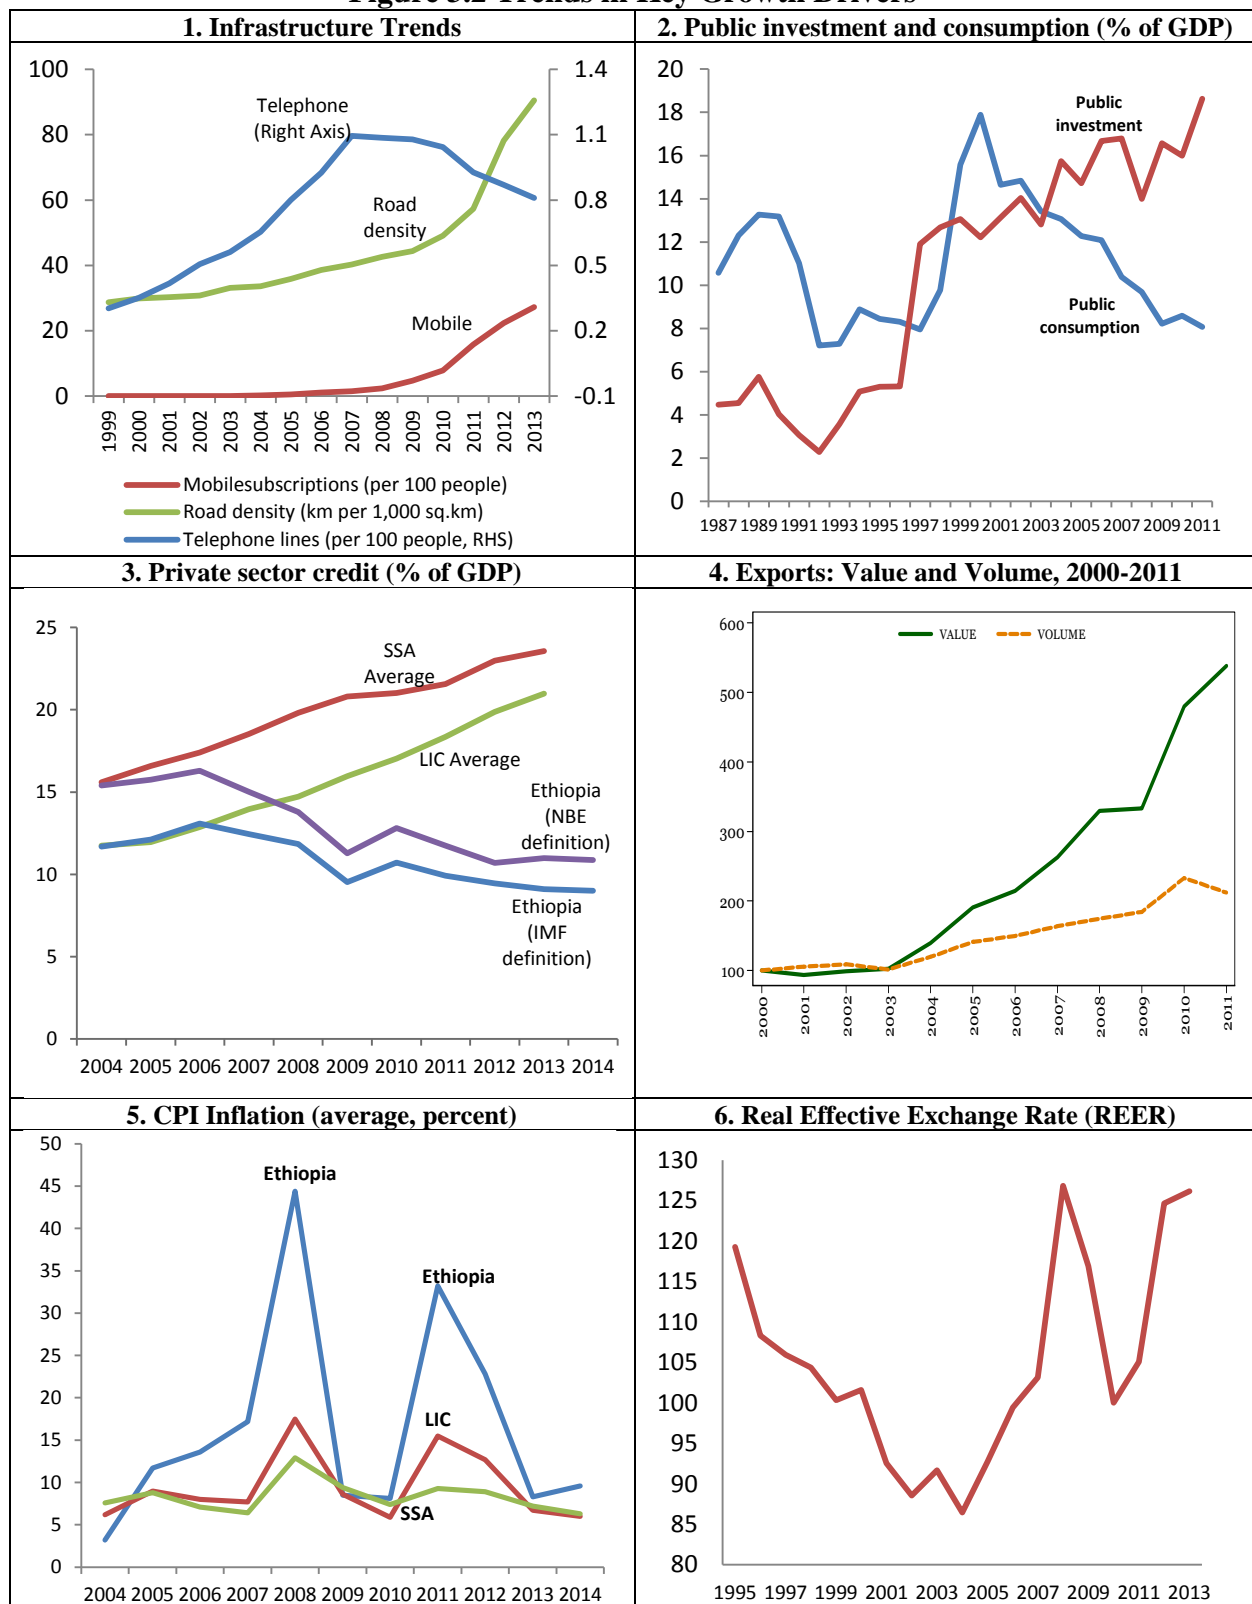 Figure 3.2 Trends in Key Growth Drivers
1. Infrastructure Trends
100
80
60
40
20
0
1.4
1.1
0.8
0.5
0.2
-0.1
Telephone
(Right Axis)
Road
density
Mobile
1999 2000 2001 2002 2003 2004 2005 2006 2007 2008 2009 2010 2011 2012 2013
Mobilesubscriptions (per 100 people)
Road density (km per 1,000 sq.km)
Telephone lines (per 100 people, RHS)
2. Public investment and consumption (% of GDP)
20
18
16
14
12
10
8
6
4
2
0
Public
investment
Public
consumption
1987 1989 1991 1993 1995 1997 1999 2001 2003 2005 2007 2009 2011
3. Private sector credit (% of GDP)
25
20
15
10
5
0
SSA
Average
LIC Average
Ethiopia
(NBE
definition)
Ethiopia
(IMF
definition)
2004 2005 2006 2007 2008 2009 2010 2011 2012 2013 2014
4. Exports: Value and Volume, 2000-2011
600
500
400
300
200
100
VALUE VOLUME
2000 2001 2002 2003 2004 2005 2006 2007 2008 2009 2010 2011
5. CPI Inflation (average, percent)
50
45
40
35
30
25
20
15
10
5
0
Ethiopia
Ethiopia
LIC
SSA
2004 2005 2006 2007 2008 2009 2010 2011 2012 2013 2014
6. Real Effective Exchange Rate (REER)
130
125
120
115
110
105
100
95
90
85
80
1995 1997 1999 2001 2003 2005 2007 2009 2011 2013